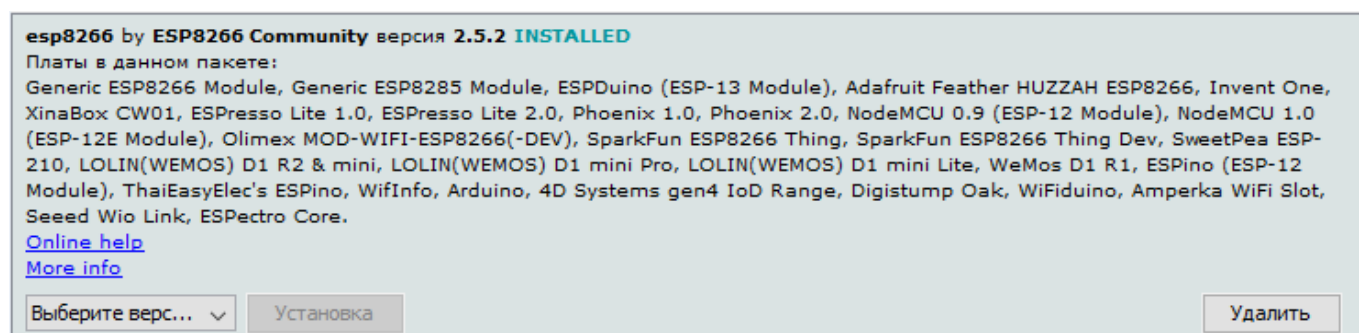 esp8266 by ESP8266 Community версия 2.5.2 INSTALLED
Платы в данном пакете:
Generic ESP8266 Module, Generic ESP8285 Module, ESPDuino (ESP-13 Module), Adafruit Feather HUZZAH ESP8266, Invent One,
XinaBox CW01, ESPresso Lite 1.0, ESPresso Lite 2.0, Phoenix 1.0, Phoenix 2.0, NodeMCU 0.9 (ESP-12 Module), NodeMCU 1.0
(ESP-12E Module), Olimex MOD-WIFI-ESP8266(-DEV), SparkFun ESP8266 Thing, SparkFun ESP8266 Thing Dev, SweetPea ESP-
210, LOLIN(WEMOS) D1 R2 & mini, LOLIN(WEMOS) D1 mini Pro, LOLIN(WEMOS) D1 mini Lite, WeMos D1 R1, ESPino (ESP-12
Module), ThaiEasyElec's ESPino, WifInfo, Arduino, 4D Systems gen4 IoD Range, Digistump Oak, WiFiduino, Amperka WiFi Slot,
Seeed Wio Link, ESPectro Core.
Online help
More info
Выберите верс... Установка Удалить